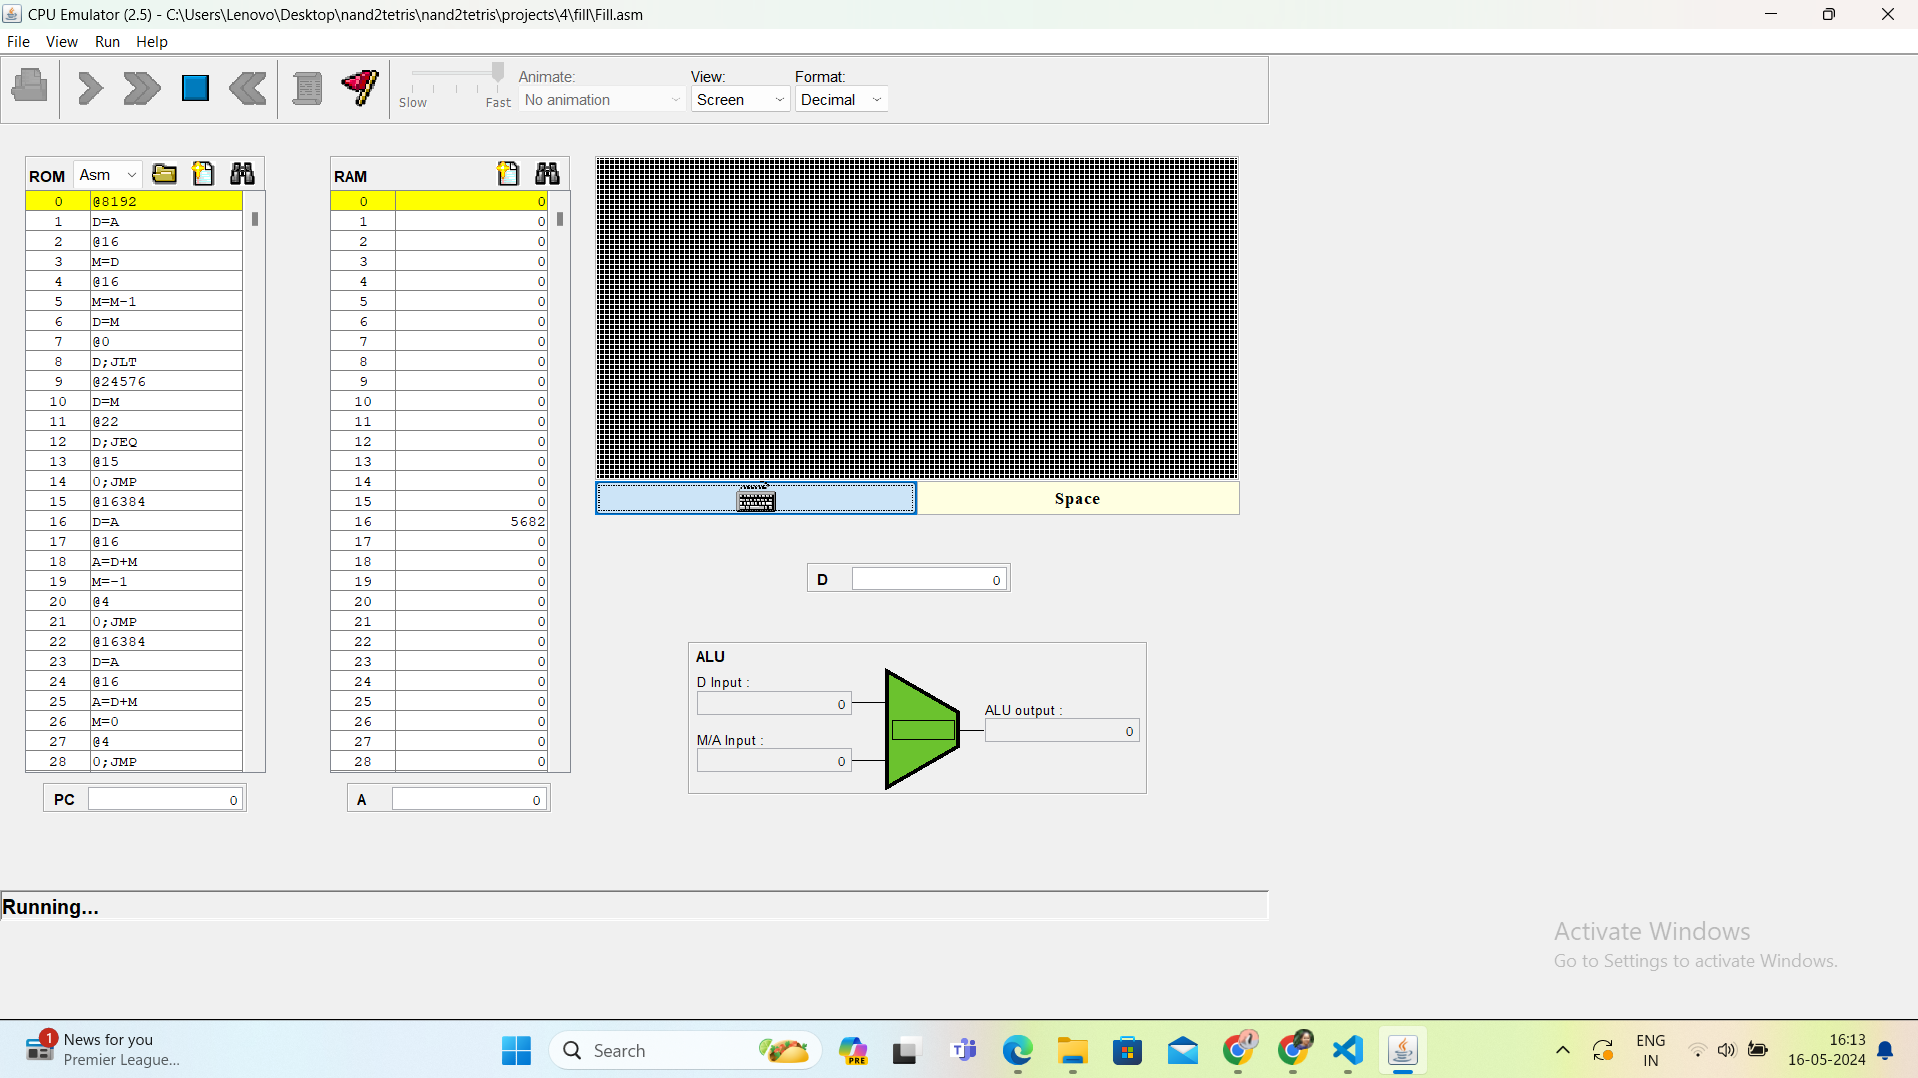 CPU Emulator (2.5) - C:\Users\Lenovo\Desktop\nand2tetris\nand2tetris\projects\4\fill\Fill.asm
File View Run Help
Slow Fast
Animate:
No animation
View:
Screen
Format:
Decimal
ROM Asm
0 @8192
1 D=A
2 @16
3 M=D
4 @16
5 M=M-1
6 D=M
7 @0
8 D;JLT
9 @24576
10 D=M
11 @22
12 D;JEQ
13 @15
14 0;JMP
15 @16384
16 D=A
17 @16
18 A=D+M
19 M=-1
20 @4
21 0;JMP
22 @16384
23 D=A
24 @16
25 A=D+M
26 M=0
27 @4
28 0;JMP
PC 0
RAM
0 0
1 0
2 0
3 0
4 0
5 0
6 0
7 0
8 0
9 0
10 0
11 0
12 0
13 0
14 0
15 0
16 5682
17 0
18 0
19 0
20 0
21 0
22 0
23 0
24 0
25 0
26 0
27 0
28 0
A 0
Space
D 0
ALU
D Input :
0
M/A Input :
0
ALU output :
0
Running...
Activate Windows
Go to Settings to activate Windows.
1
News for you
Premier League...
Search
PRE
ENG
IN
16:13
16-05-2024